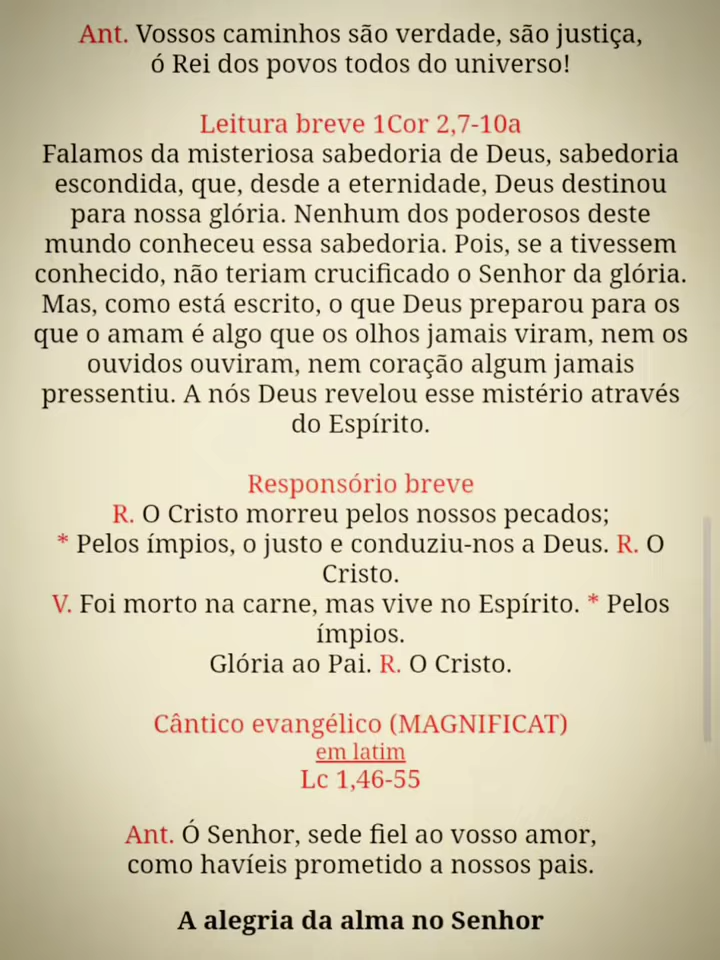 Ant. Vossos caminhos são verdade, são justiça,
ó Rei dos povos todos do universo!
Leitura breve 1Cor 2,7-10a
Falamos da misteriosa sabedoria de Deus, sabedoria
escondida, que, desde a eternidade, Deus destinou
para nossa glória. Nenhum dos poderosos deste
mundo conheceu essa sabedoria. Pois, se a tivessem
conhecido, não teriam crucificado o Senhor da glória.
Mas, como está escrito, o que Deus preparou para os
que o amam é algo que os olhos jamais viram, nem os
ouvidos ouviram, nem coração algum jamais
pressentiu. A nós Deus revelou esse mistério através
do Espírito.
Responsório breve
R. O Cristo morreu pelos nossos pecados;
* Pelos ímpios, o justo e conduziu-nos a Deus. R. O
Cristo.
V. Foi morto na carne, mas vive no Espírito. * Pelos
ímpios.
Glória ao Pai. R. O Cristo.
Cântico evangélico (MAGNIFICAT)
em latim
Lc 1,46-55
Ant. Ó Senhor, sede fiel ao vosso amor,
como havíeis prometido a nossos pais.
A alegria da alma no Senhor